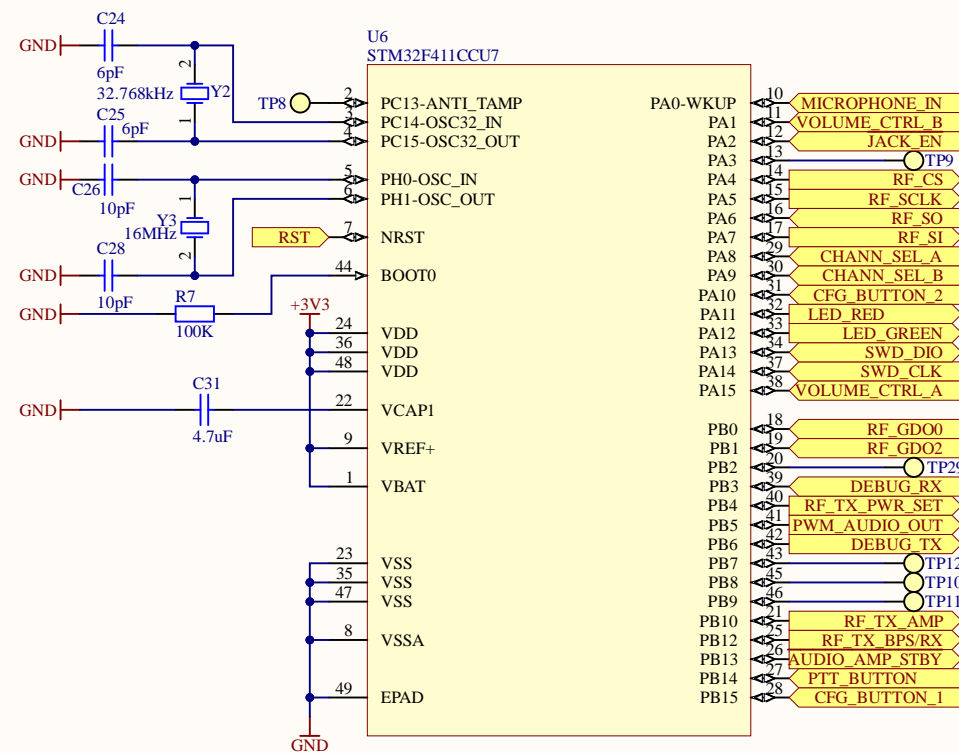 U6
STM32F411CCU7
C24
GND
6pF
2
32.768kHz
Y2
1
C25
6pF
GND
GND
C26
10pF
1
Y3
16MHz
2
C28
GND
10pF
R7
GND
100K
RST
+3V3
C31
GND
4.7uF
GND
TP8
2 PC13-ANTI_TAMP
3 PC14-OSC32_IN
4 PC15-OSC32_OUT
5 PH0-OSC_IN
6 PH1-OSC_OUT
7 NRST
44 BOOT0
24 VDD
36 VDD
48 VDD
22 VCAP1
9 VREF+
1 VBAT
23 VSS
35 VSS
47 VSS
8 VSSA
49 EPAD
PA0-WKUP 10 MICROPHONE_IN
PA1 11 VOLUME_CTRL_B
PA2 12 JACK_EN
PA3 13 TP9
PA4 14 RF_CS
PA5 15 RF_SCLK
PA6 16 RF_SO
PA7 17 RF_SI
PA8 29 CHANN_SEL_A
PA9 30 CHANN_SEL_B
PA10 31 CFG_BUTTON_2
PA11 32 LED_RED
PA12 33 LED_GREEN
PA13 34 SWD_DIO
PA14 37 SWD_CLK
PA15 38 VOLUME_CTRL_A
PB0 18 RF_GDO0
PB1 19 RF_GDO2
PB2 20 TP29
PB3 39 DEBUG_RX
PB4 40 RF_TX_PWR_SET
PB5 41 PWM_AUDIO_OUT
PB6 42 DEBUG_TX
PB7 43 TP12
PB8 45 TP10
PB9 46 TP11
PB10 21 RF_TX_AMP
PB12 25 RF_TX_BPS/RX
PB13 26 AUDIO_AMP_STBY
PB14 27 PTT_BUTTON
PB15 28 CFG_BUTTON_1